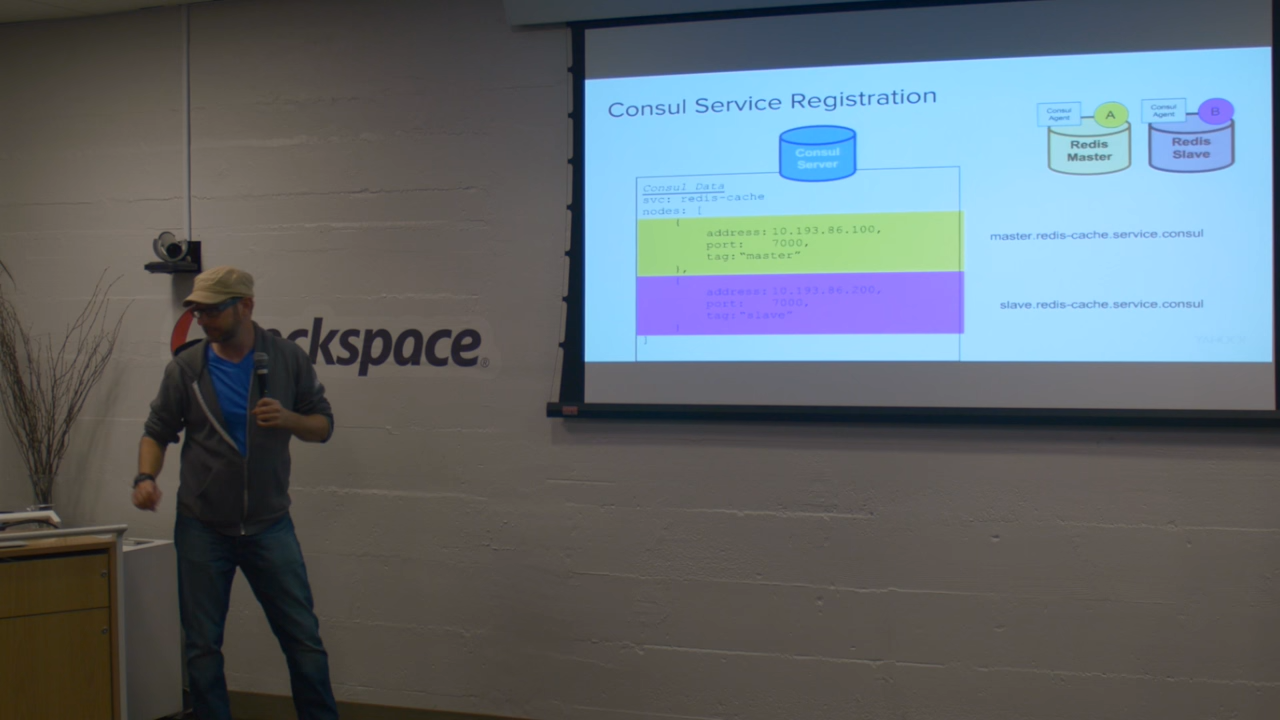 Consul Service Registration
Consul
Server
Consul Data
svc: redis-cache
nodes: [
{
address: 10.193.86.100,
port: 7000,
tag: "master"
},
{
address: 10.193.86.200,
port: 7000,
tag: "slave"
}
]
Consul
Agent
A
Redis
Master
Consul
Agent
B
Redis
Slave
master.redis-cache.service.consul
slave.redis-cache.service.consul
ckspace®